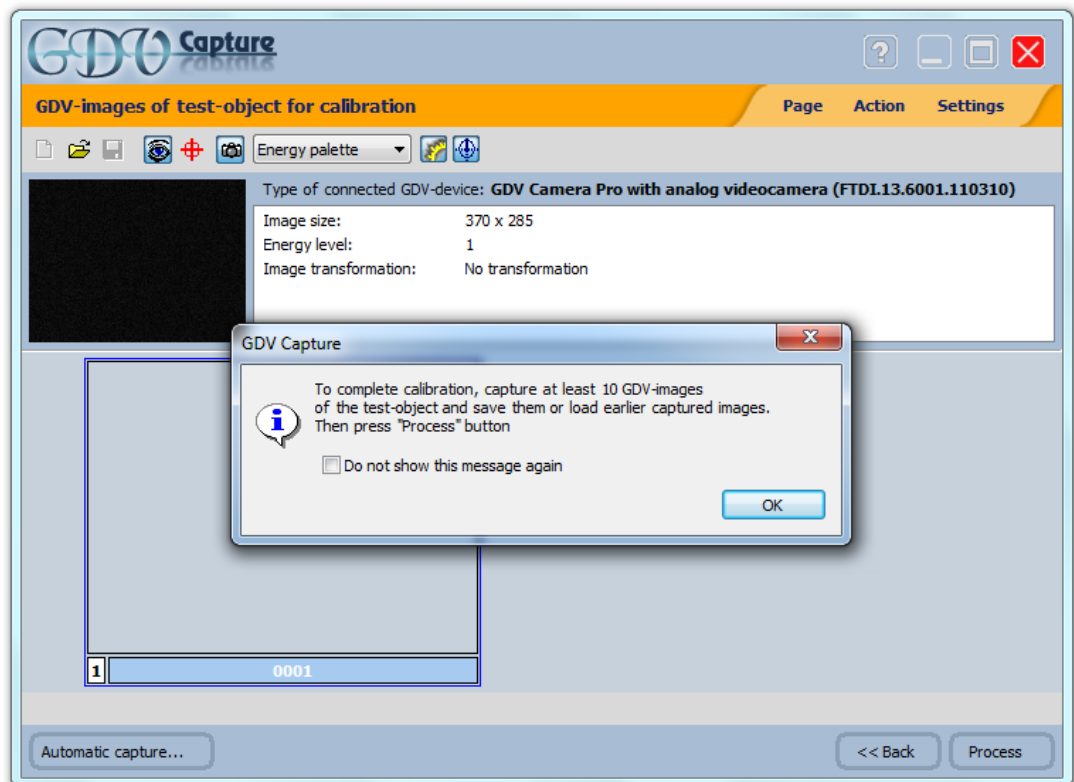 GDV Capture
GDV-images of test-object for calibration
Page Action Settings
Energy palette
Type of connected GDV-device: GDV Camera Pro with analog videocamera (FTDI.13.6001.110310)
Image size: 370 x 285
Energy level: 1
Image transformation: No transformation
GDV Capture
To complete calibration, capture at least 10 GDV-images
of the test-object and save them or load earlier captured images.
Then press "Process" button
Do not show this message again
OK
1 0001
Automatic capture... << Back Process